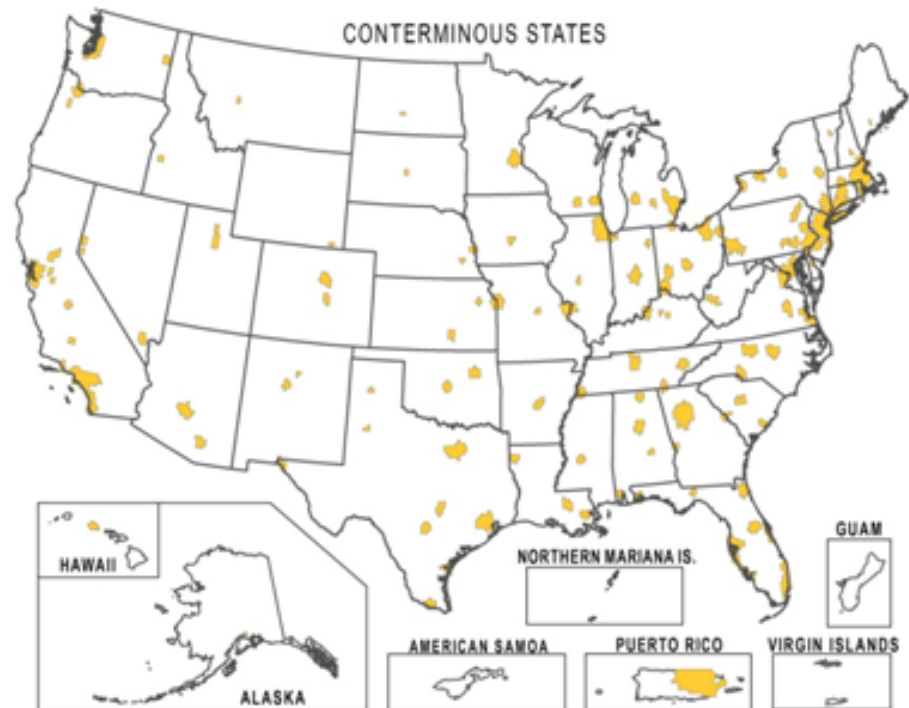 CONTERMINOUS STATES
HAWAII
ALASKA
NORTHERN MARIANA IS.
GUAM
AMERICAN SAMOA
PUERTO RICO
VIRGIN ISLANDS